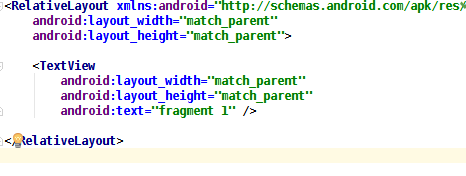 <RelativeLayout xmlns:android="http://schemas.android.com/apk/res
android:layout_width="match_parent"
android:layout_height="match_parent">
<TextView
android:layout_width="match_parent"
android:layout_height="match_parent"
android:text="fragment 1" />
</RelativeLayout>